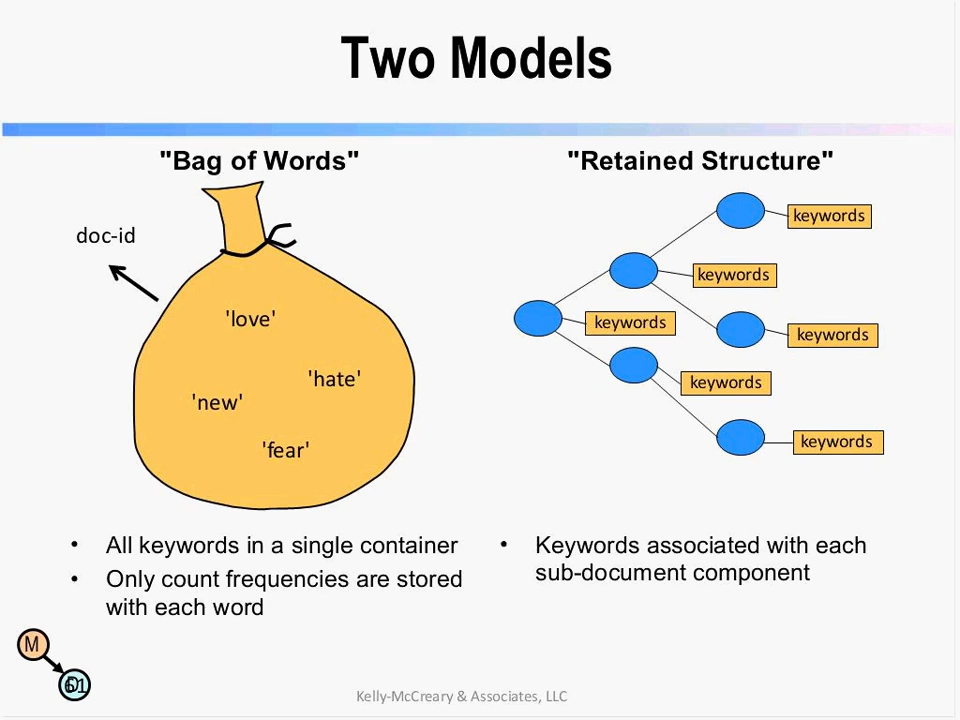 Two Models
"Bag of Words"
doc-id
'love'
'hate'
'new'
'fear'
• All keywords in a single container
• Only count frequencies are stored
with each word
"Retained Structure"
keywords
keywords
keywords
keywords
keywords
keywords
• Keywords associated with each
sub-document component
M
Kelly-McCreary & Associates, LLC